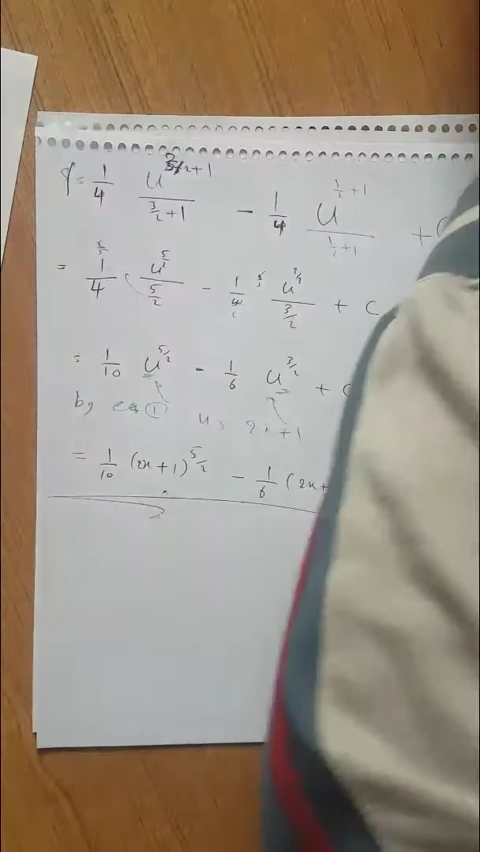 I = 1/4 u^(3/2+1)/(3/2+1) - 1/4 u^(1/2+1)/(1/2+1) +
= 1/4 · u^(5/2)/(5/2) - 1/4 u^(3/2)/(3/2) + C
= 1/10 u^(5/2) - 1/6 u^(3/2) + C
by eq ① u = 2x+1
= 1/10 (2x+1)^(5/2) - 1/6 (2x+